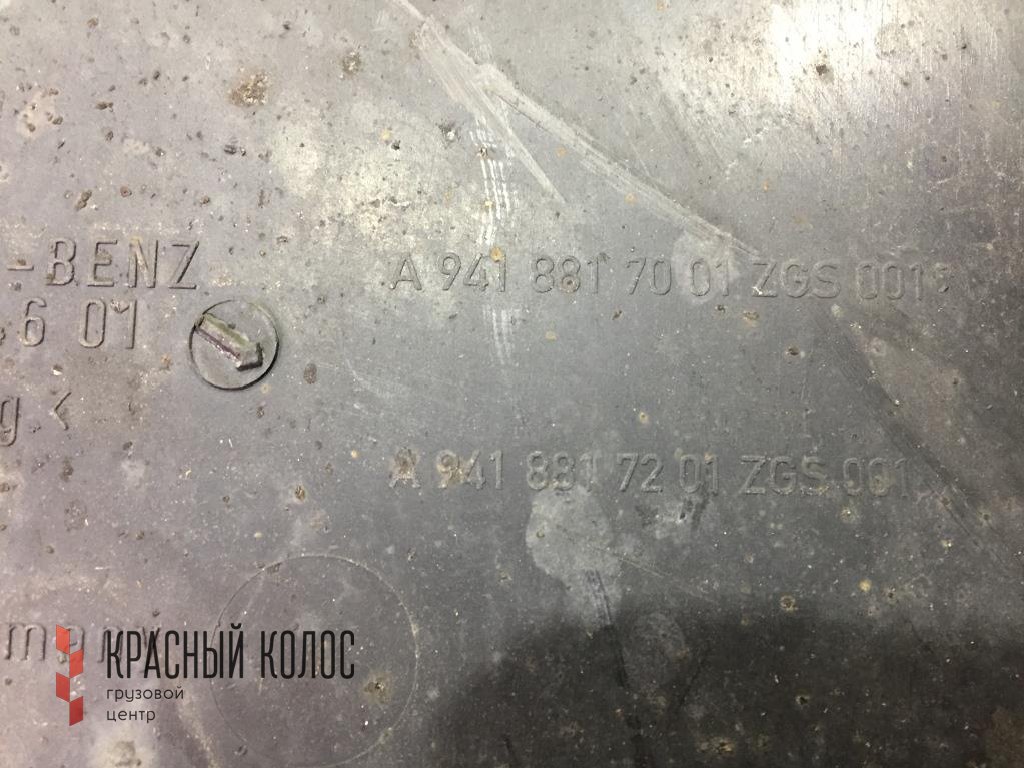 -BENZ
A 941 881 70 01 ZGS 001
6 01
g <
A 941 881 72 01 ZGS 001
КРАСНЫЙ КОЛОС
грузовой
центр